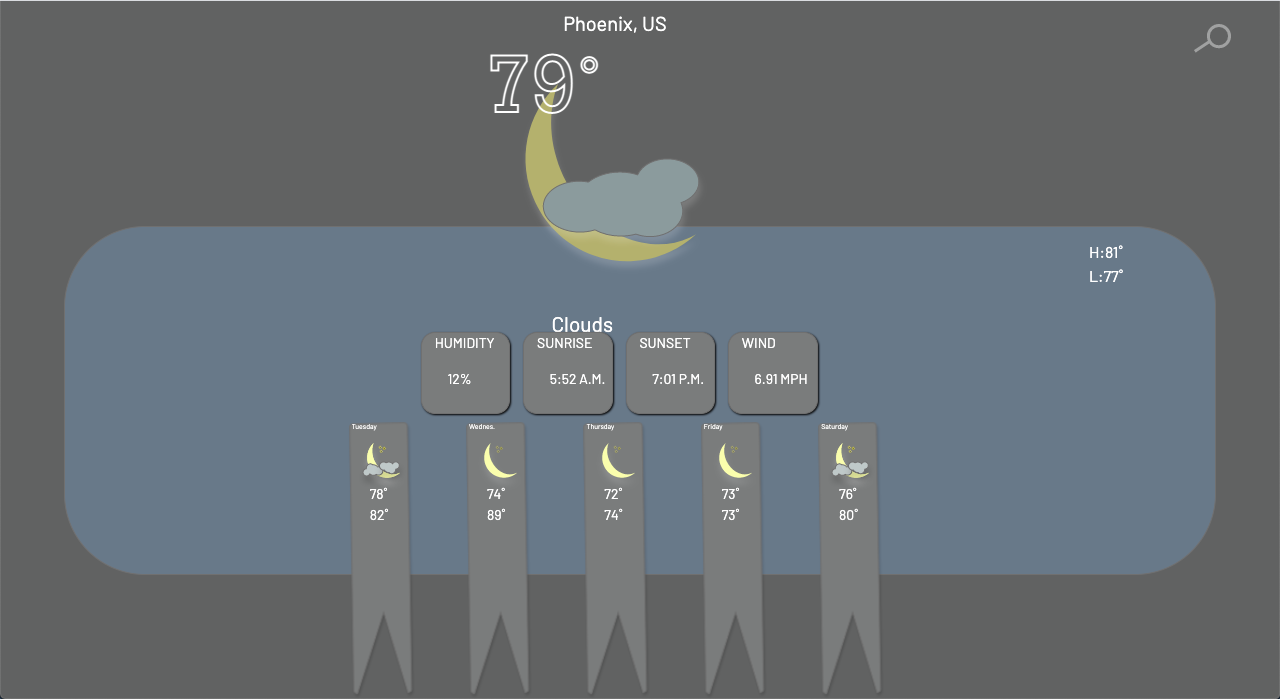 Phoenix, US
79°
H:81°
L:77°
Clouds
HUMIDITY
12%
SUNRISE
5:52 A.M.
SUNSET
7:01 P.M.
WIND
6.91 MPH
Tuesday
78°
82°
Wednes.
74°
89°
Thursday
72°
74°
Friday
73°
73°
Saturday
76°
80°